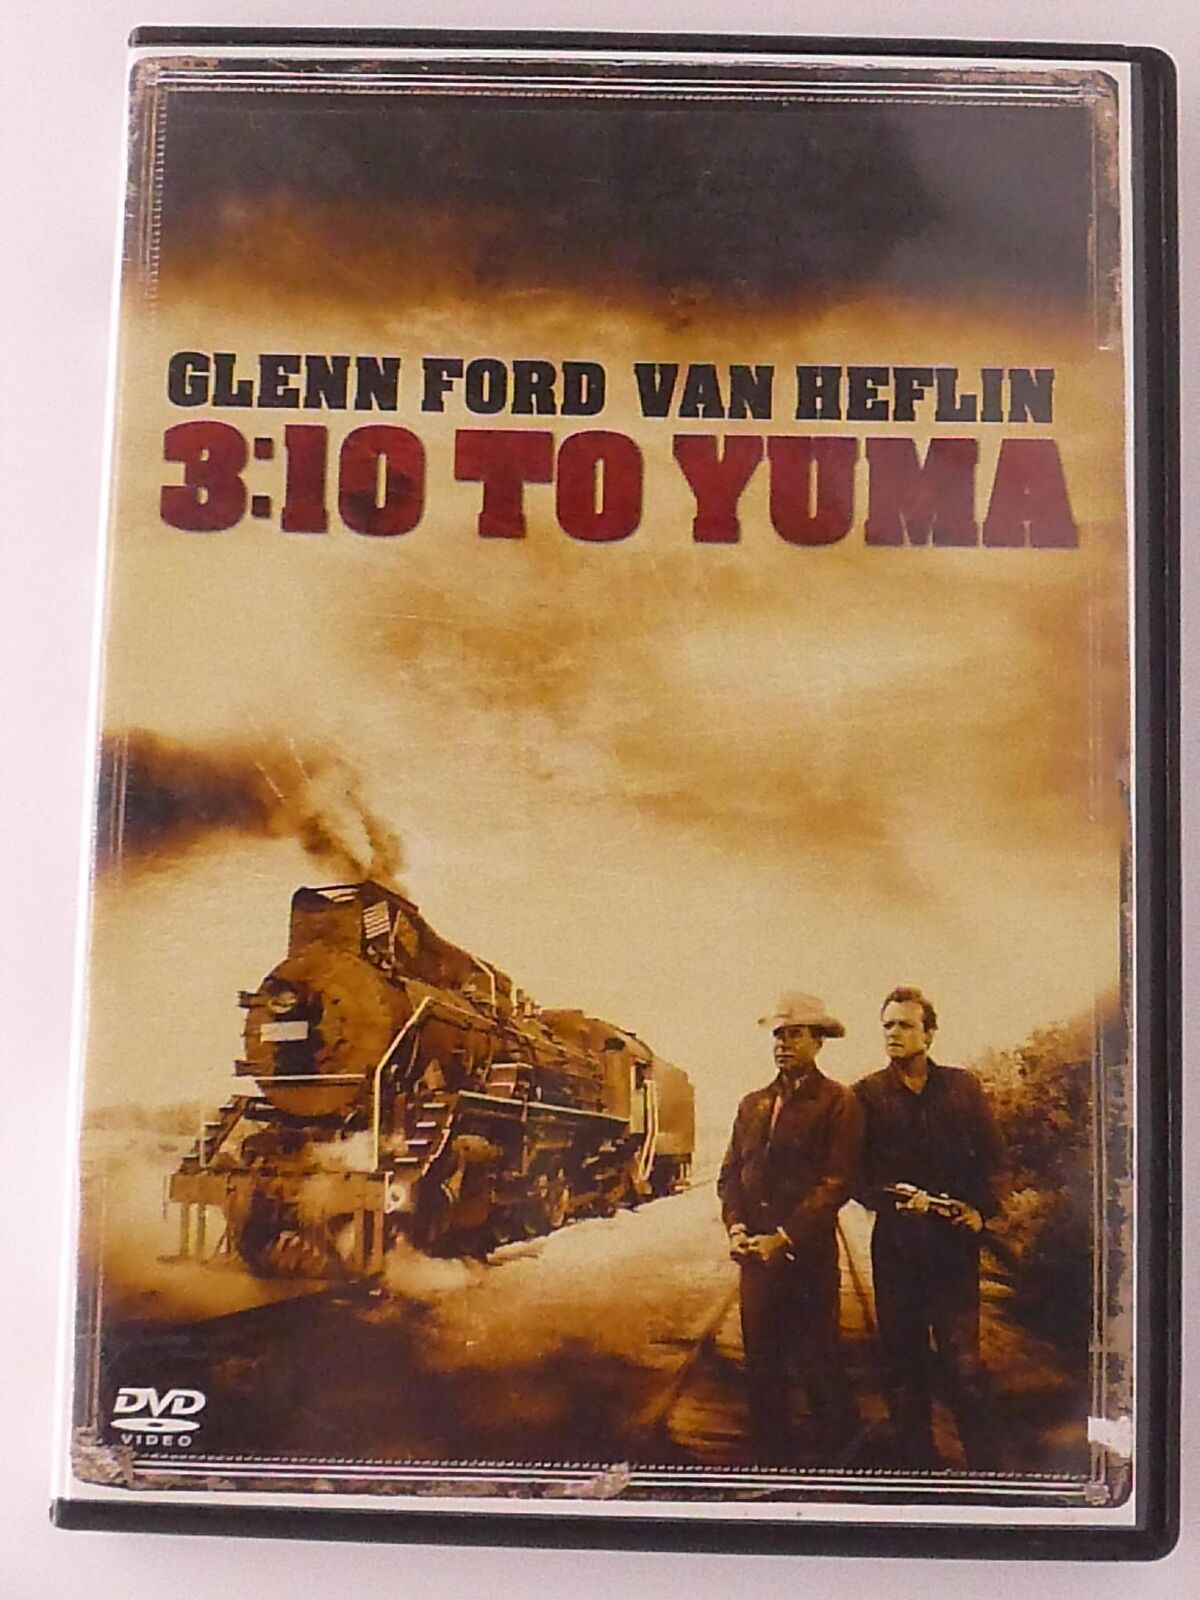 GLENN FORD VAN HEFLIN
3:10 TO YUMA
DVD
VIDEO